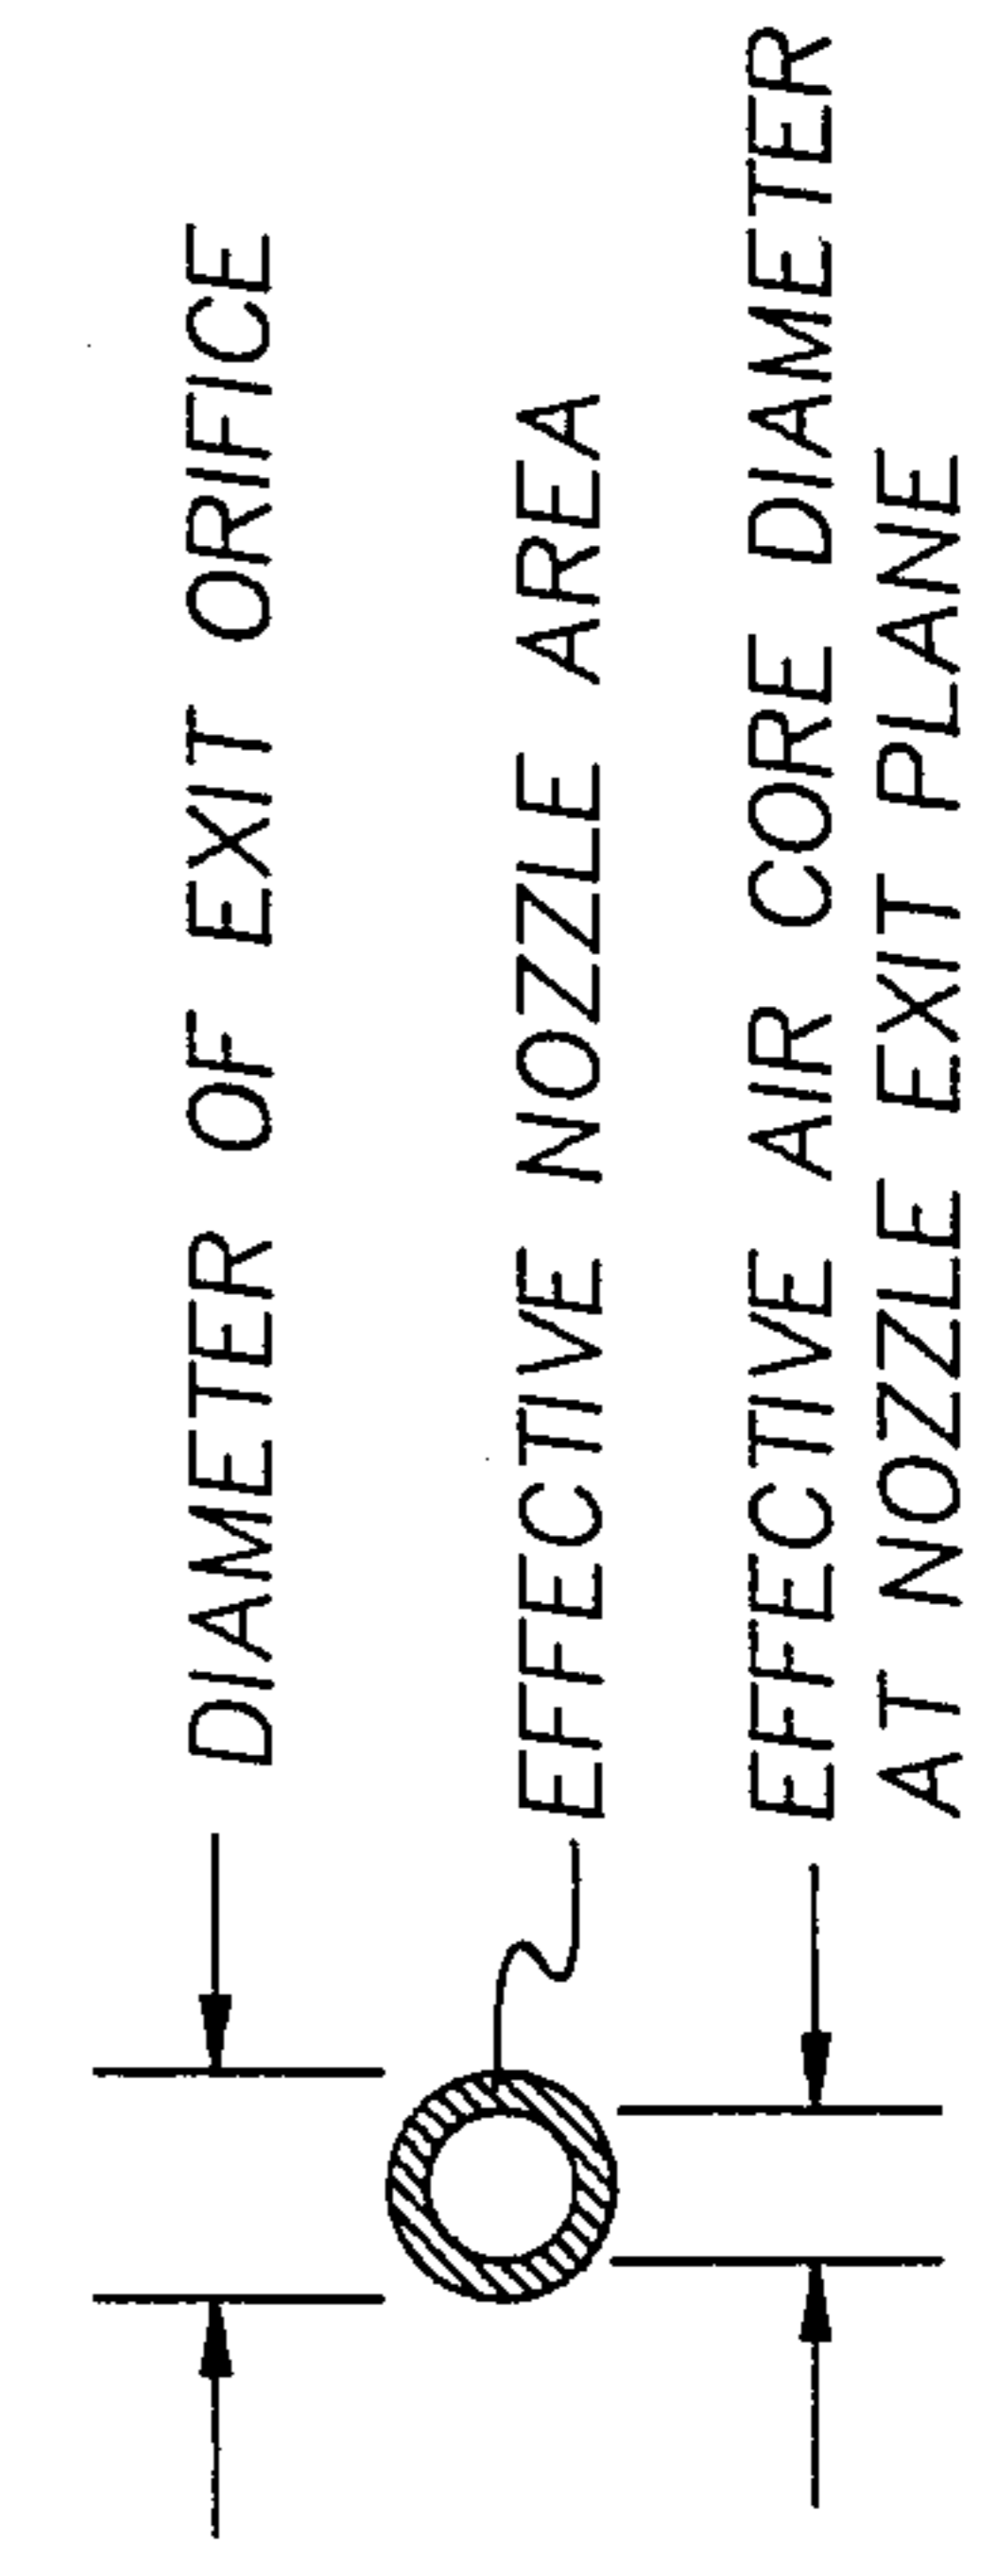 DIAMETER OF EXIT ORIFICE
EFFECTIVE NOZZLE AREA
EFFECTIVE AIR CORE DIAMETER
AT NOZZLE EXIT PLANE